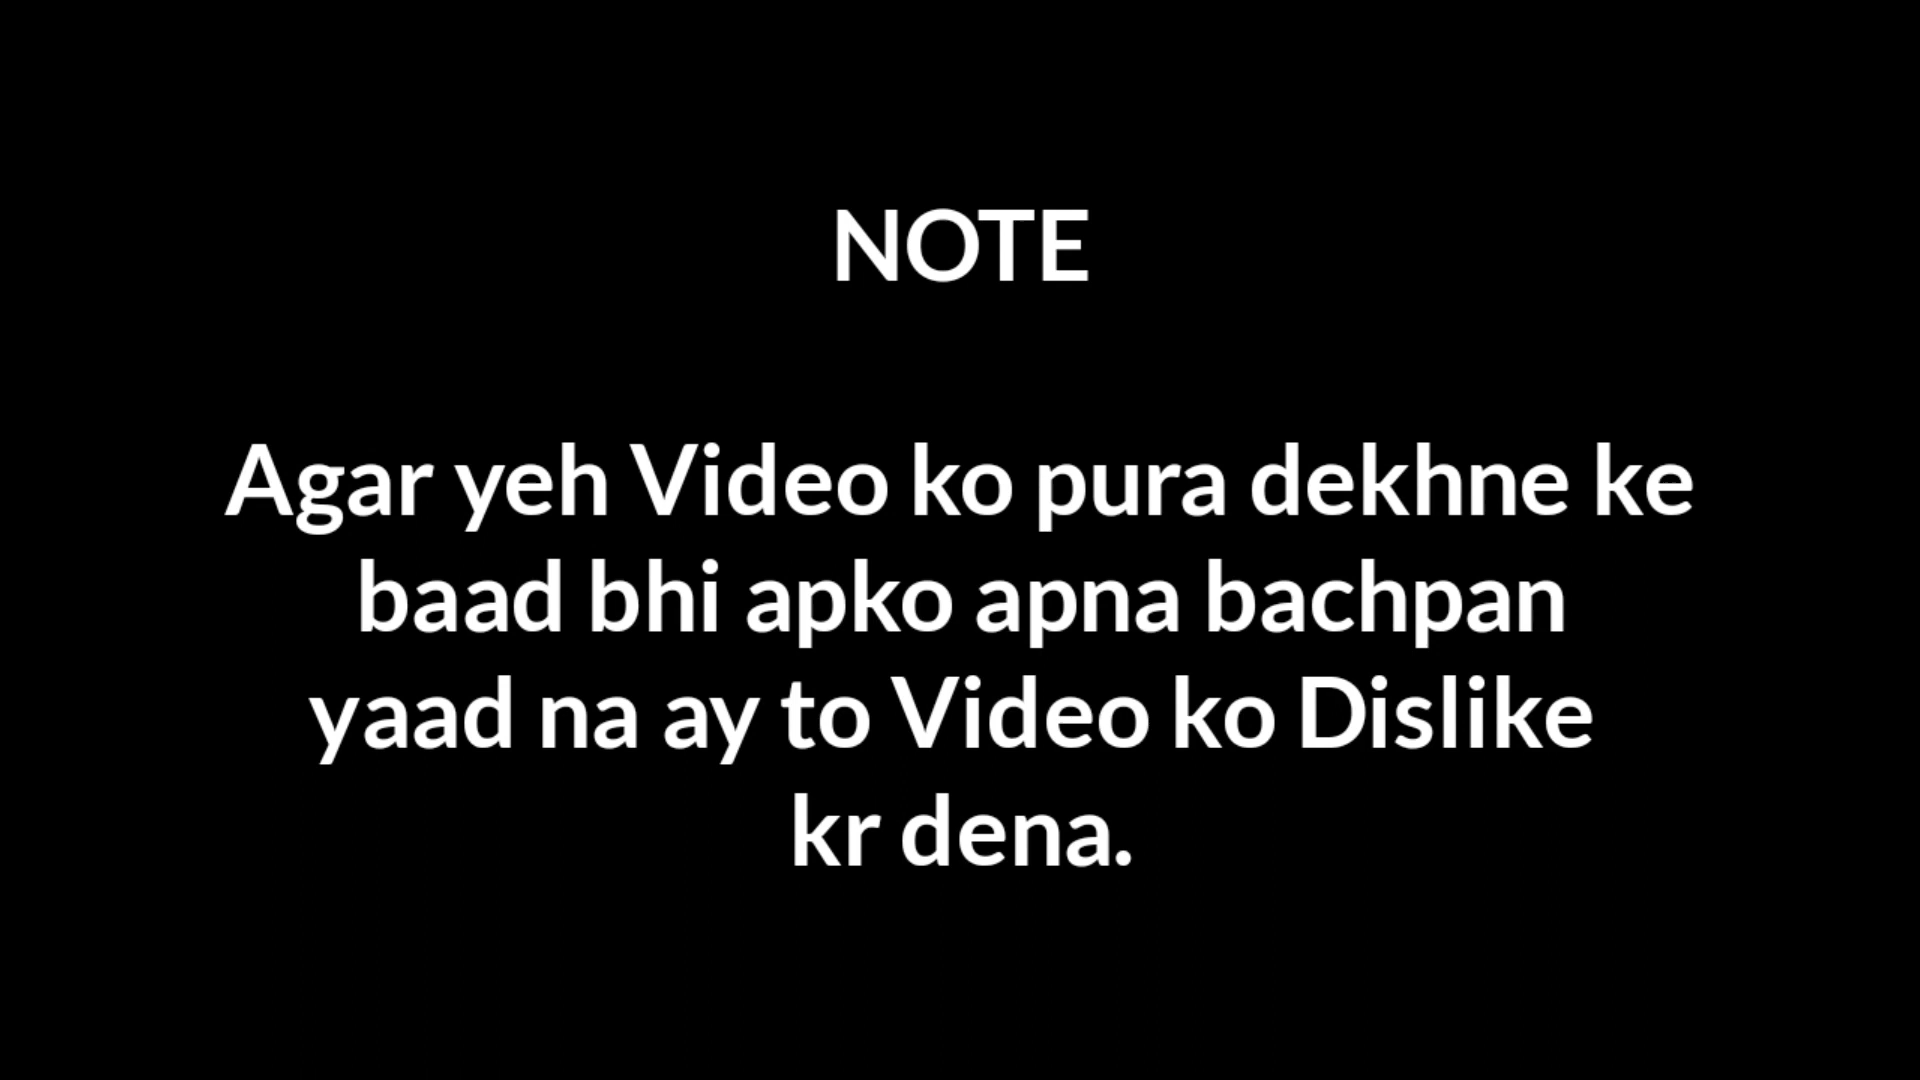 NOTE
Agar yeh Video ko pura dekhne ke
baad bhi apko apna bachpan
yaad na ay to Video ko Dislike
kr dena.